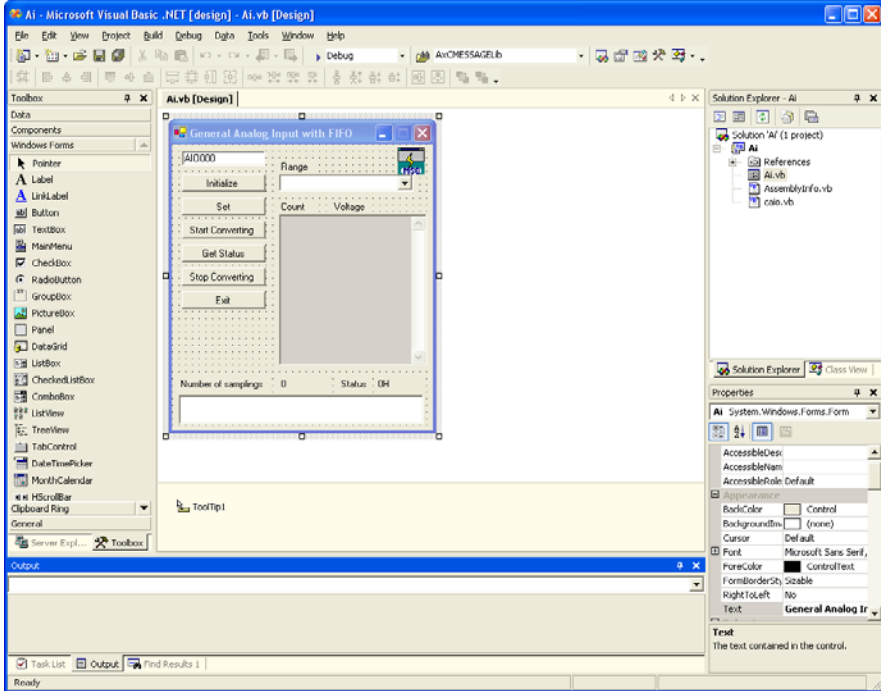 Ai - Microsoft Visual Basic .NET [design] - Ai.vb [Design]
File Edit View Project Build Debug Data Tools Window Help
Debug AxCMESSAGELib
Toolbox
Data
Components
Windows Forms
Pointer
Label
LinkLabel
Button
TextBox
MainMenu
CheckBox
RadioButton
GroupBox
PictureBox
Panel
DataGrid
ListBox
CheckedListBox
ComboBox
ListView
TreeView
TabControl
DateTimePicker
MonthCalendar
HScrollBar
Clipboard Ring
General
Server Expl... Toolbox
Ai.vb [Design]
General Analog Input with FIFO
AIO000
Range
Initialize
Set
Count Voltage
Start Converting
Get Status
Stop Converting
Exit
Number of samplings 0 Status 0H
ToolTip1
Solution Explorer - Ai
Solution 'Ai' (1 project)
Ai
References
Ai.vb
AssemblyInfo.vb
caio.vb
Solution Explorer Class View
Properties
Ai System.Windows.Forms.Form
AccessibleDesc
AccessibleNam
AccessibleRole Default
Appearance
BackColor Control
BackgroundIm (none)
Cursor Default
Font Microsoft Sans Serif,
ForeColor ControlText
FormBorderSty Sizable
RightToLeft No
Text General Analog Ir
Text
The text contained in the control.
Output
Task List Output Find Results 1
Ready